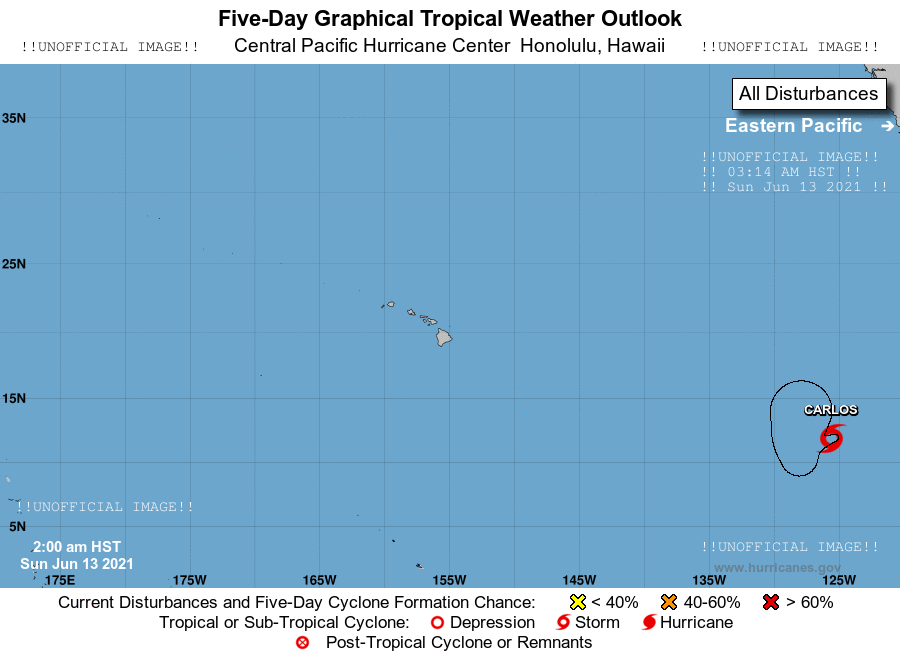 Five-Day Graphical Tropical Weather Outlook
!!UNOFFICIAL IMAGE!! Central Pacific Hurricane Center Honolulu, Hawaii !!UNOFFICIAL IMAGE!!
All Disturbances
35N
Eastern Pacific
!!UNOFFICIAL IMAGE!!
!! 03:14 AM HST !!
!! Sun Jun 13 2021 !!
25N
15N
CARLOS
!!UNOFFICIAL IMAGE!!
5N
2:00 am HST
!!UNOFFICIAL IMAGE!!
Sun Jun 13 2021
www.hurricanes.gov
175E 175W 165W 155W 145W 135W 125W
Current Disturbances and Five-Day Cyclone Formation Chance: < 40% 40-60% > 60%
Tropical or Sub-Tropical Cyclone: Depression Storm Hurricane
Post-Tropical Cyclone or Remnants